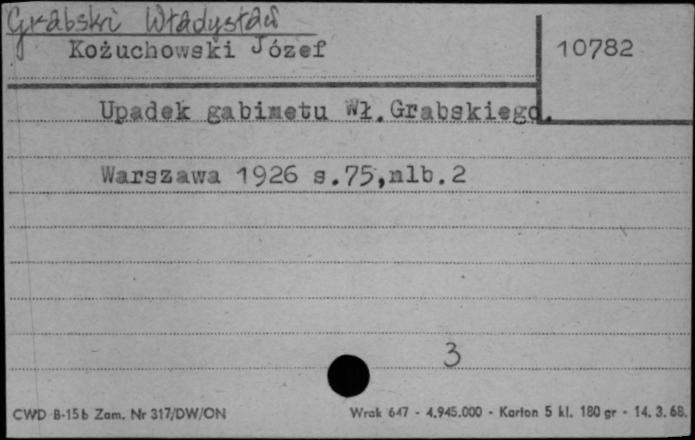 Grabski Władysław
Kożuchowski Józef
10782
Upadek gabinetu Wł.Grabskiego.
Warszawa 1926 s.75,nlb.2
3
CWD B-15b Zam. Nr 317/DW/ON
Wrak 647 - 4.945.000 - Karton 5 kl. 180 gr - 14. 3. 68.